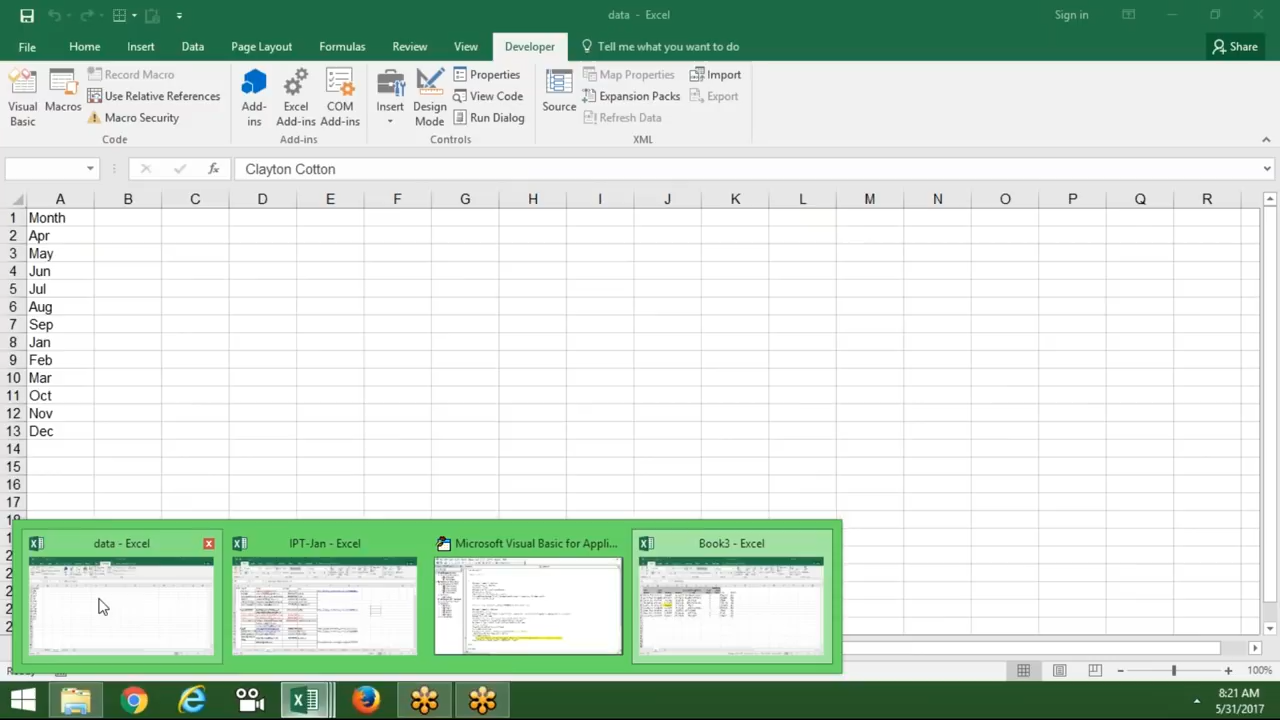 data - Excel
Sign in
File Home Insert Data Page Layout Formulas Review View Developer Tell me what you want to do Share
Visual Basic
Macros
Record Macro
Use Relative References
Macro Security
Code
Add-ins
Excel Add-ins
COM Add-ins
Add-ins
Insert
Design Mode
Properties
View Code
Run Dialog
Controls
Source
Map Properties
Expansion Packs
Refresh Data
Import
Export
XML
fx Clayton Cotton
A B C D E F G H I J K L M N O P Q R
1 Month
2 Apr
3 May
4 Jun
5 Jul
6 Aug
7 Sep
8 Jan
9 Feb
10 Mar
11 Oct
12 Nov
13 Dec
14
15
16
17
data - Excel
IPT-Jan - Excel
Microsoft Visual Basic for Appli...
Book3 - Excel
100%
8:21 AM
5/31/2017